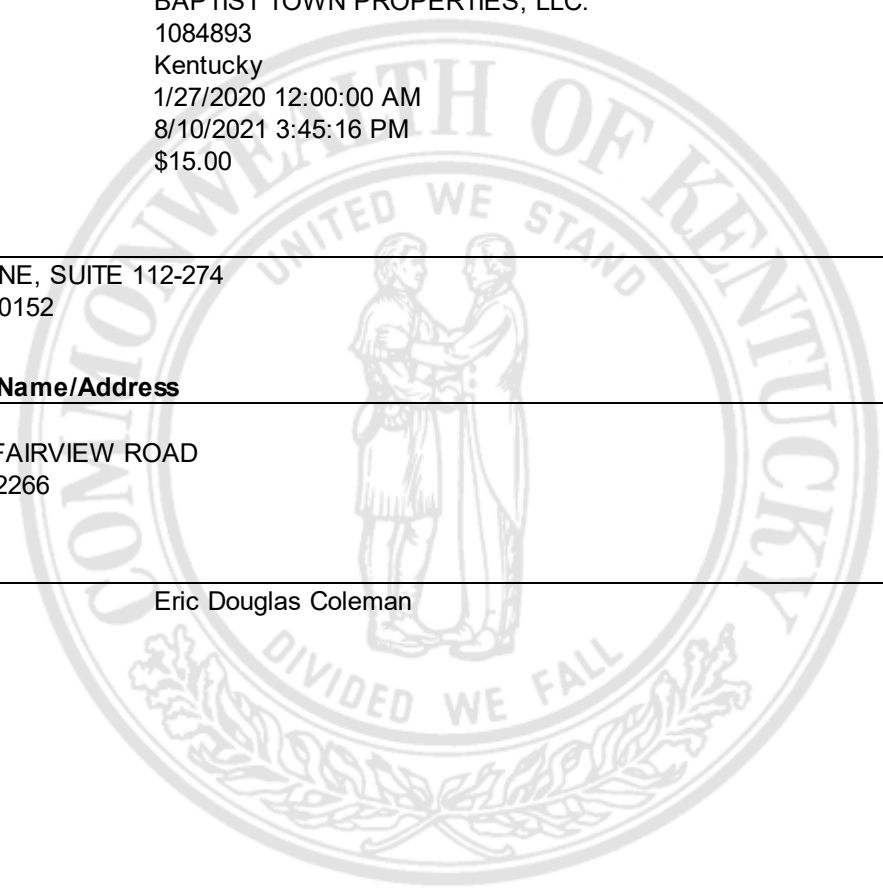 BAPTIST TOWN PROPERTIES, LLC.
1084893
Kentucky
1/27/2020 12:00:00 AM
8/10/2021 3:45:16 PM
$15.00
NE, SUITE 112-274
0152
Name/Address
FAIRVIEW ROAD
2266
Eric Douglas Coleman
COMMONWEALTH OF KENTUCKY
UNITED WE STAND
DIVIDED WE FALL